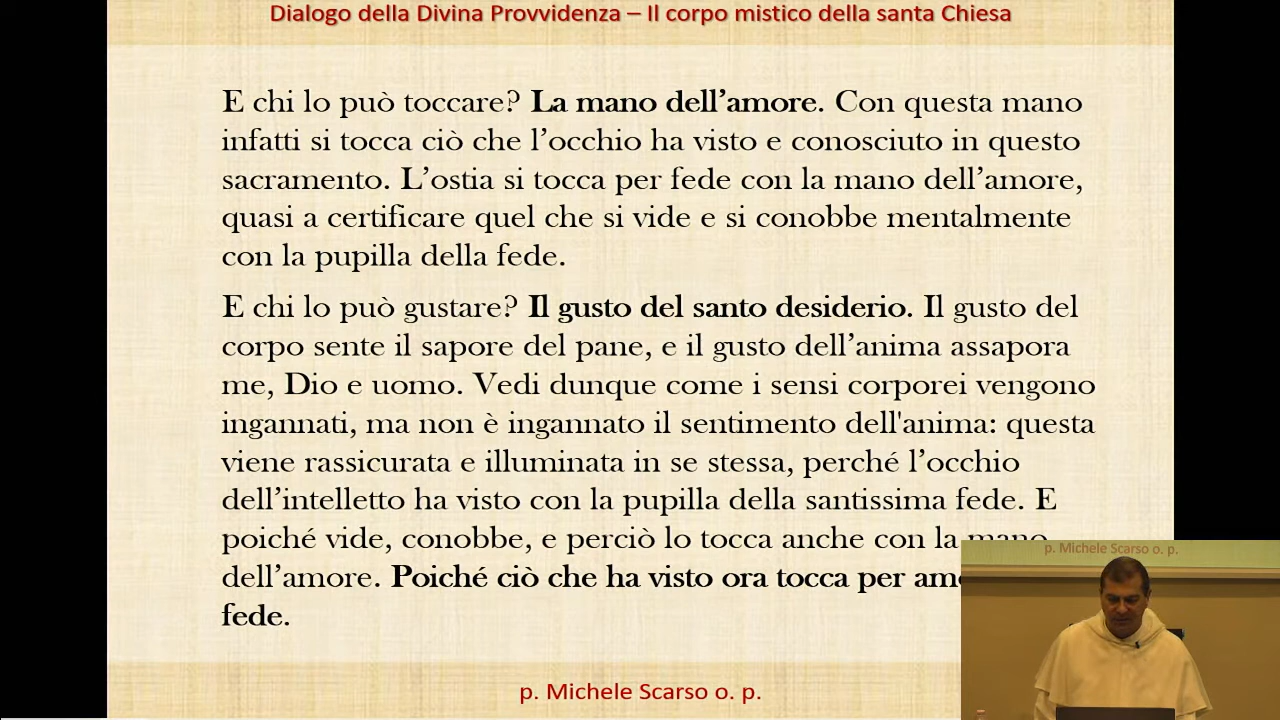 Dialogo della Divina Provvidenza – Il corpo mistico della santa Chiesa
E chi lo può toccare? La mano dell’amore. Con questa mano
infatti si tocca ciò che l’occhio ha visto e conosciuto in questo
sacramento. L’ostia si tocca per fede con la mano dell’amore,
quasi a certificare quel che si vide e si conobbe mentalmente
con la pupilla della fede.
E chi lo può gustare? Il gusto del santo desiderio. Il gusto del
corpo sente il sapore del pane, e il gusto dell’anima assapora
me, Dio e uomo. Vedi dunque come i sensi corporei vengono
ingannati, ma non è ingannato il sentimento dell'anima: questa
viene rassicurata e illuminata in se stessa, perché l’occhio
dell’intelletto ha visto con la pupilla della santissima fede. E
poiché vide, conobbe, e perciò lo tocca anche con la mano
dell’amore. Poiché ciò che ha visto ora tocca per
fede.
p. Michele Scarso o. p.
p. Michele Scarso o. p.